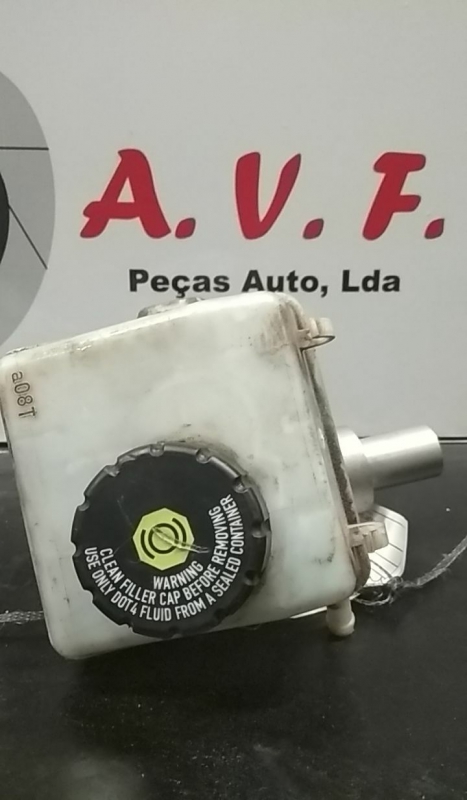 A. V. F.
Peças Auto, Lda
a08T
WARNING
CLEAN FILLER CAP BEFORE REMOVING
USE ONLY DOT4 FLUID FROM A SEALED CONTAINER